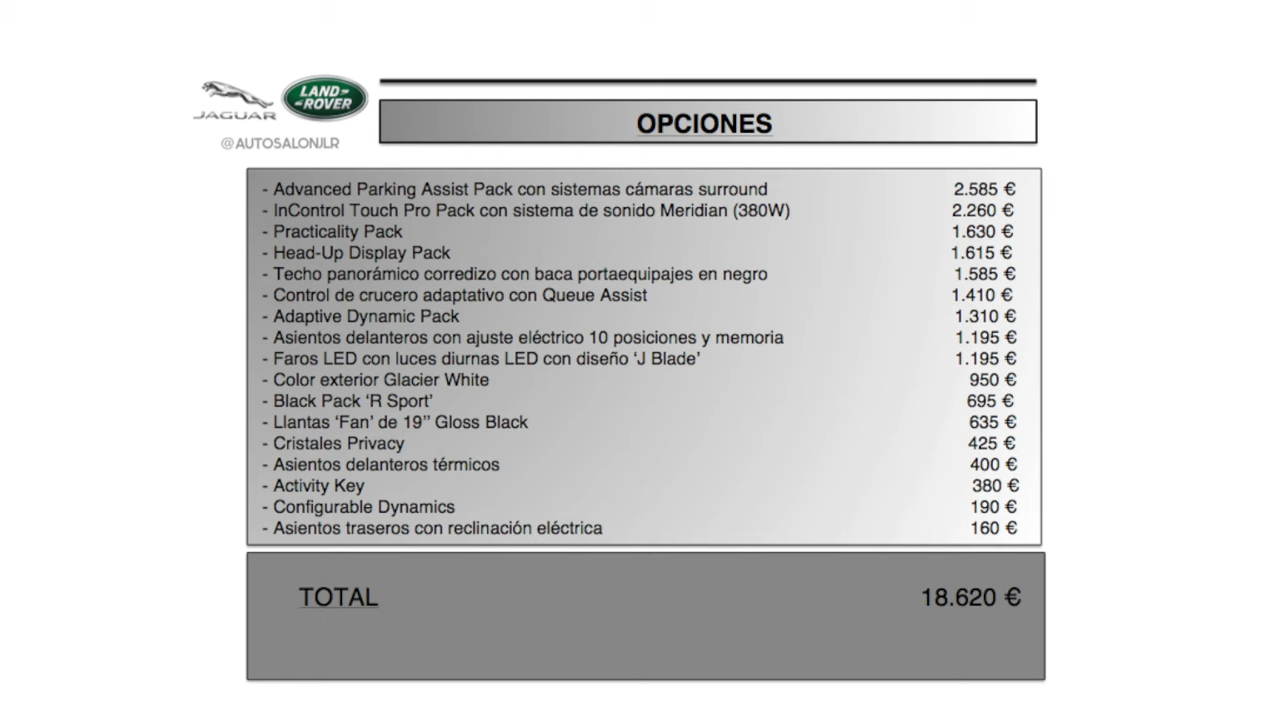 JAGUAR
LAND-
-ROVER
@AUTOSALONJLR
OPCIONES
- Advanced Parking Assist Pack con sistemas cámaras surround 2.585 €
- InControl Touch Pro Pack con sistema de sonido Meridian (380W) 2.260 €
- Practicality Pack 1.630 €
- Head-Up Display Pack 1.615 €
- Techo panorámico corredizo con baca portaequipajes en negro 1.585 €
- Control de crucero adaptativo con Queue Assist 1.410 €
- Adaptive Dynamic Pack 1.310 €
- Asientos delanteros con ajuste eléctrico 10 posiciones y memoria 1.195 €
- Faros LED con luces diurnas LED con diseño ‘J Blade’ 1.195 €
- Color exterior Glacier White 950 €
- Black Pack ‘R Sport’ 695 €
- Llantas ‘Fan’ de 19’’ Gloss Black 635 €
- Cristales Privacy 425 €
- Asientos delanteros térmicos 400 €
- Activity Key 380 €
- Configurable Dynamics 190 €
- Asientos traseros con reclinación eléctrica 160 €
TOTAL 18.620 €